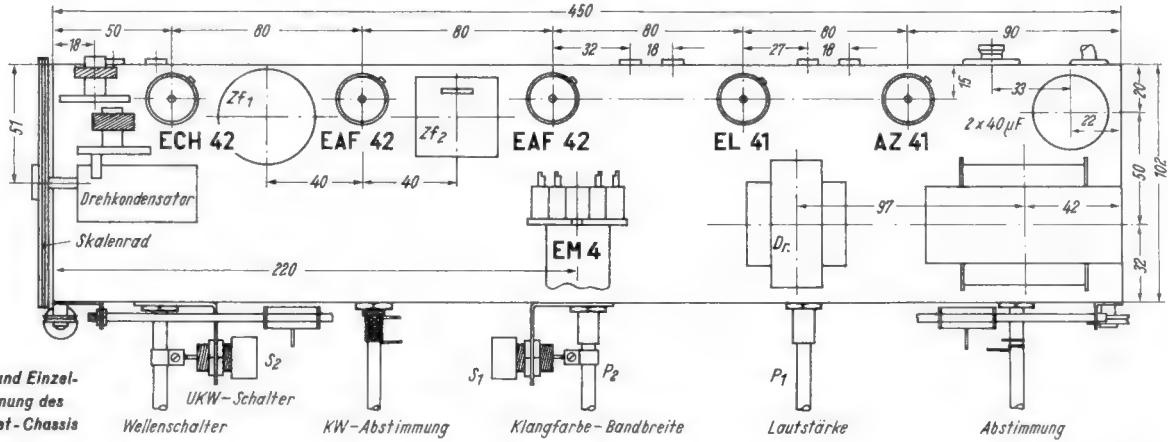 450
50
80
80
80
80
90
18
32
18
27
18
15
33
20
51
Zf1
Zf2
2 x 40µF
22
ECH 42
EAF 42
EAF 42
EL 41
AZ 41
102
50
40
40
97
42
Drehkondensator
Skalenrad
EM 4
Dr.
220
32
S2
S1
P2
P1
UKW-Schalter
und Einzel-
nung des
et-Chassis
Wellenschalter
KW-Abstimmung
Klangfarbe-Bandbreite
Lautstärke
Abstimmung